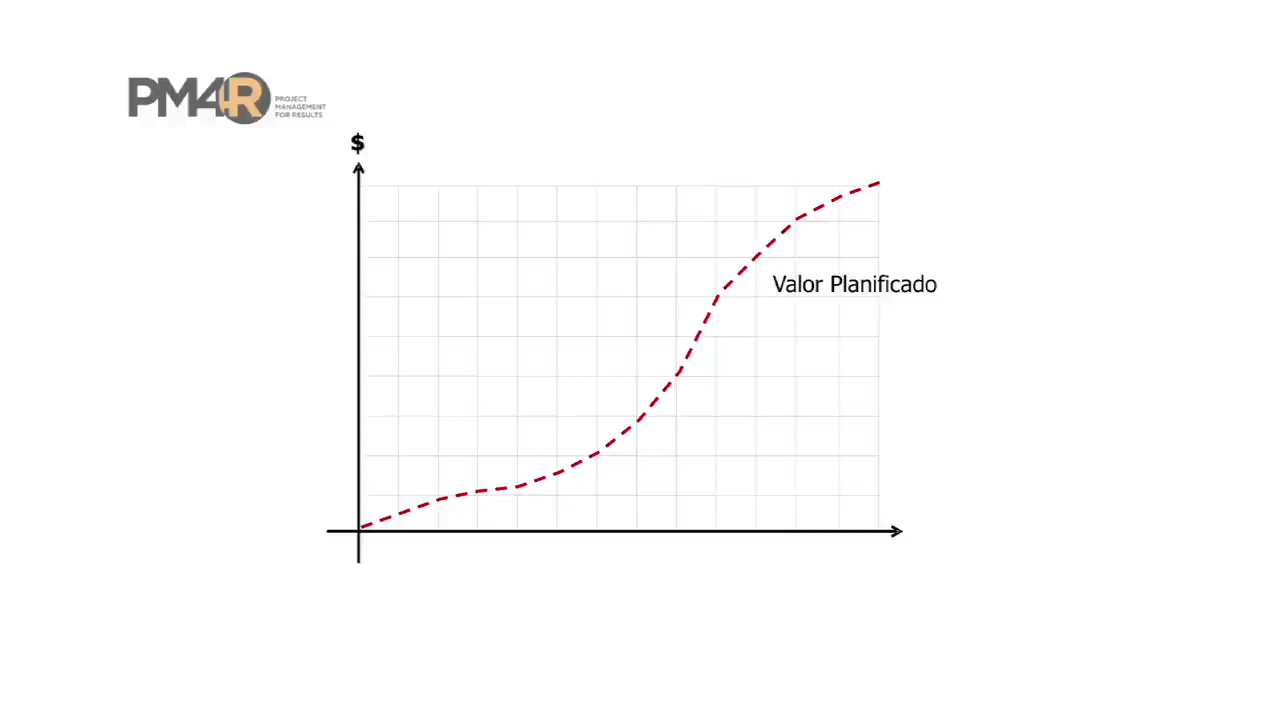 PM4R
PROJECT
MANAGEMENT
FOR RESULTS
$
Valor Planificado